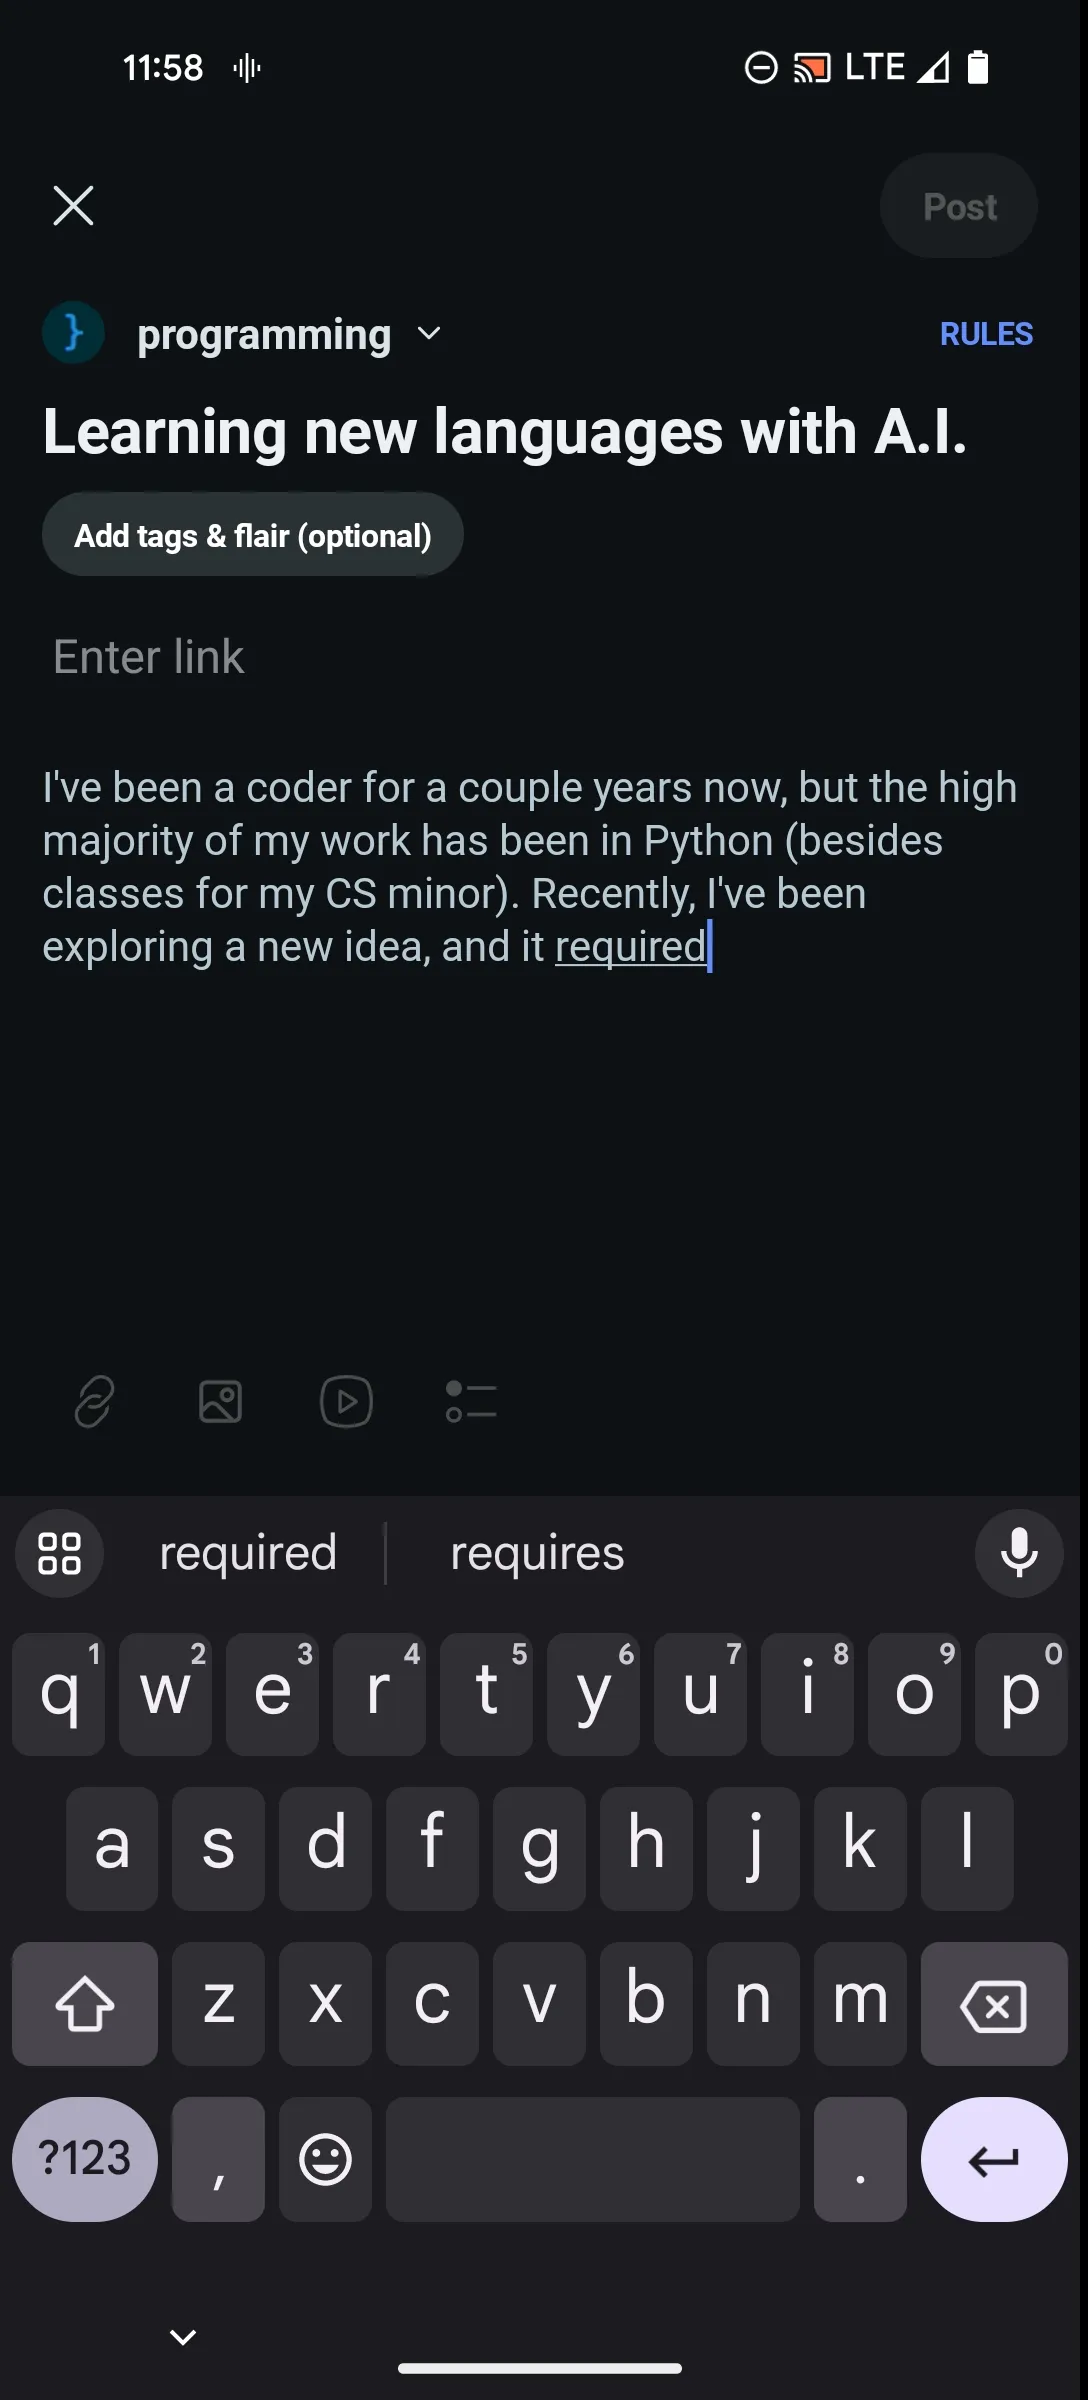 11:58 LTE
Post
programming RULES
Learning new languages with A.I.
Add tags & flair (optional)
Enter link
I've been a coder for a couple years now, but the high
majority of my work has been in Python (besides
classes for my CS minor). Recently, I've been
exploring a new idea, and it required
required requires
q1 w2 e3 r4 t5 y6 u7 i8 o9 p0
a s d f g h j k l
z x c v b n m
?123 , .